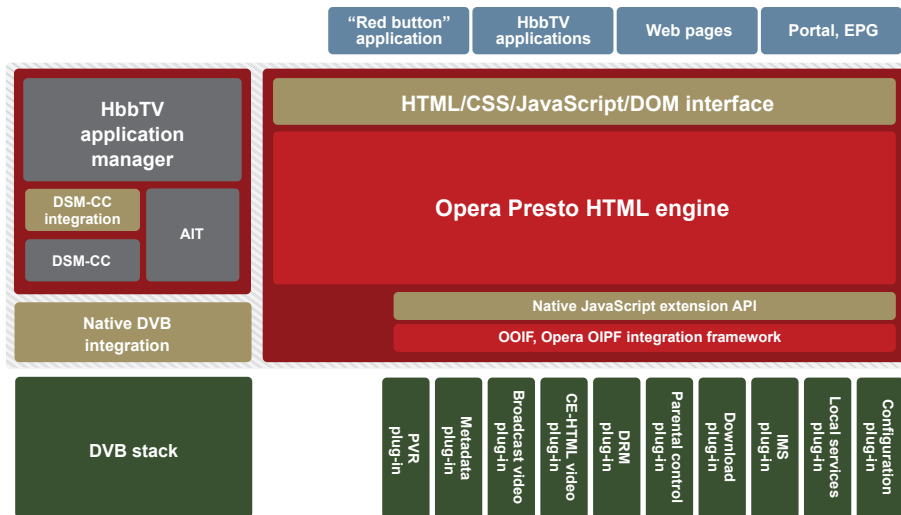 “Red button”
application
HbbTV
applications
Web pages
Portal, EPG
HbbTV
application
manager
DSM-CC
integration
DSM-CC
AIT
HTML/CSS/JavaScript/DOM interface
Opera Presto HTML engine
Native JavaScript extension API
OOIF, Opera OIPF integration framework
Native DVB
integration
DVB stack
PVR
plug-in
Metadata
plug-in
Broadcast video
plug-in
CE-HTML video
plug-in
DRM
plug-in
Parental control
plug-in
Download
plug-in
IMS
plug-in
Local services
plug-in
Configuration
plug-in